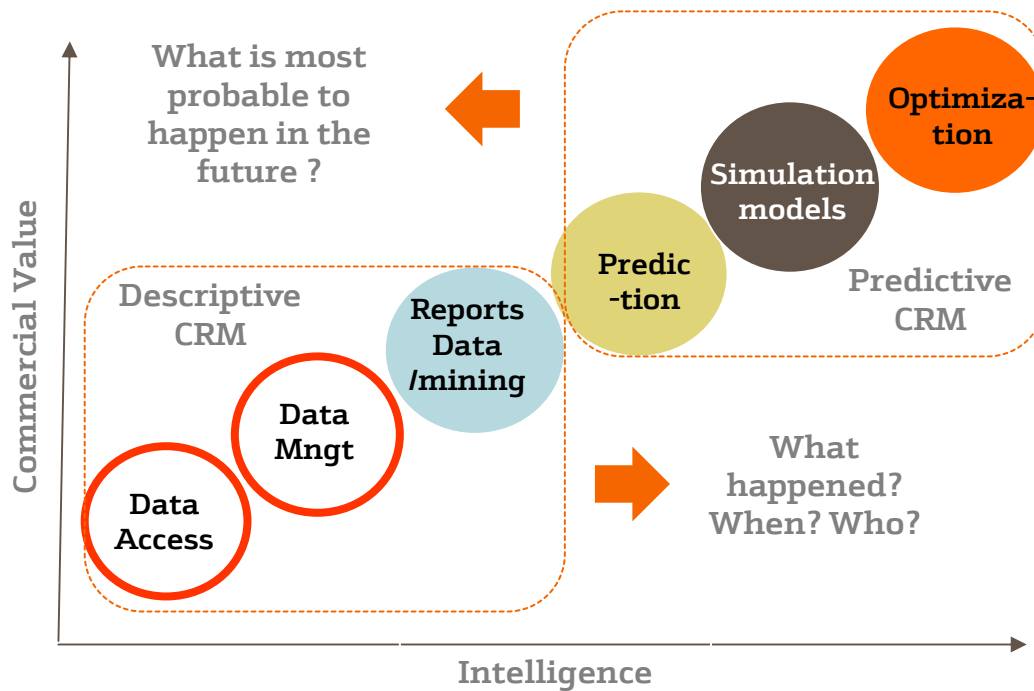 What is most
probable to
happen in the
future ?
Optimiza-
tion
Simulation
models
Predic
-tion
Predictive
CRM
Descriptive
CRM
Reports
Data
/mining
Data
Mngt
Data
Access
What
happened?
When? Who?
Commercial Value
Intelligence